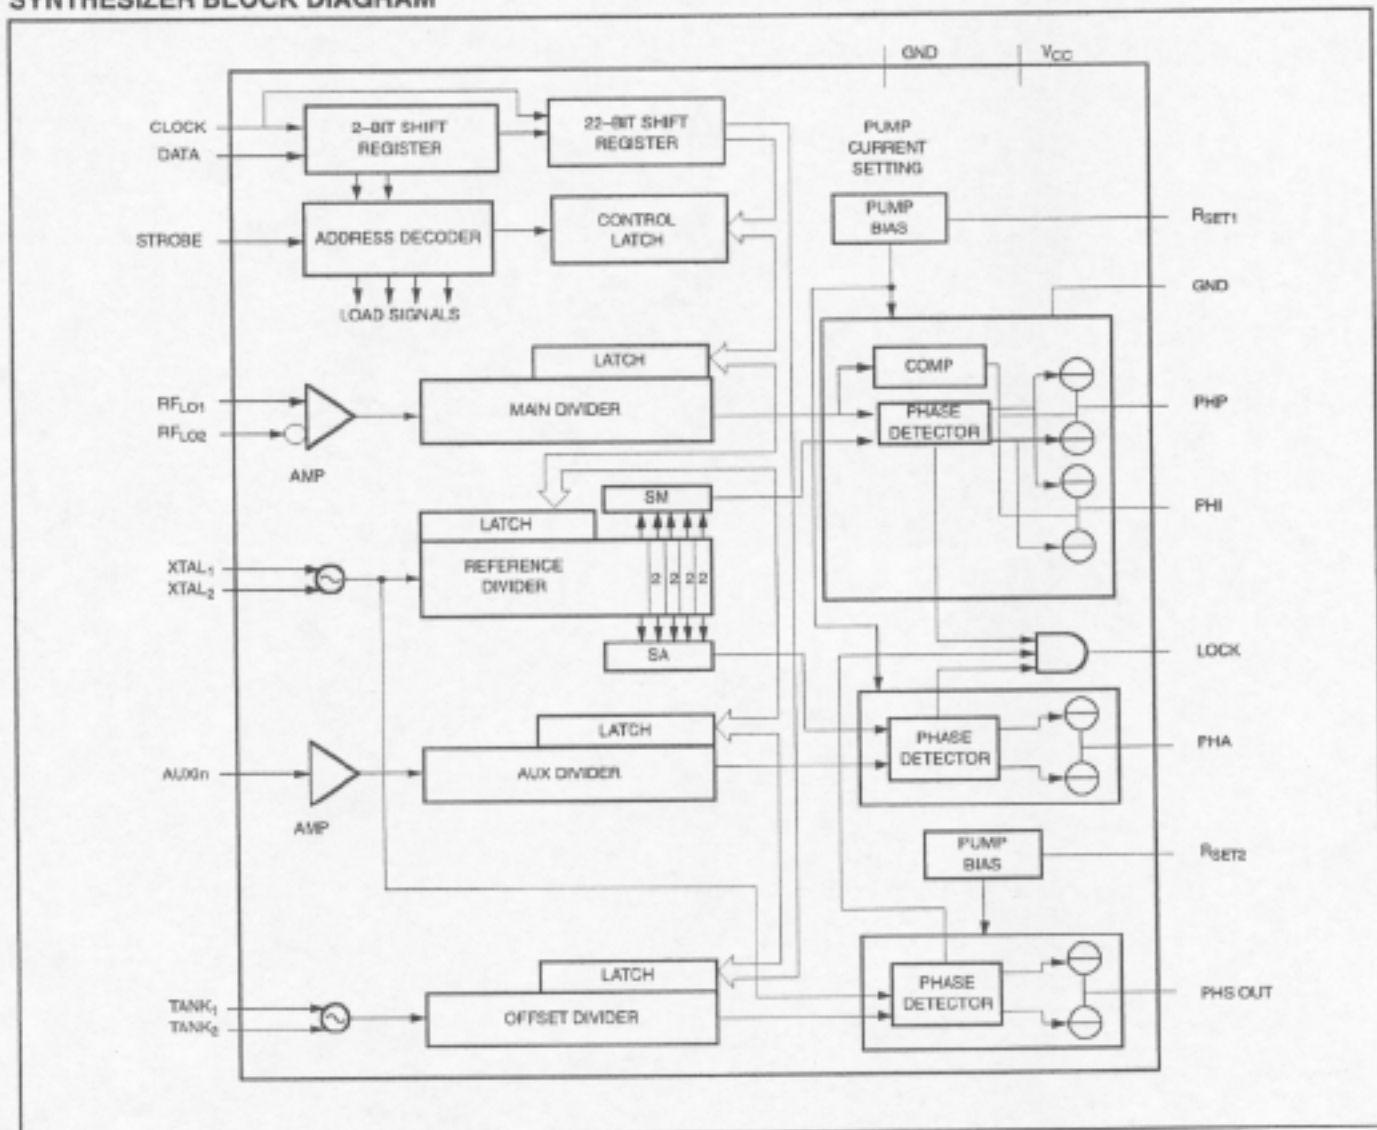 SYNTHESIZER BLOCK DIAGRAM
GND
VCC
CLOCK
DATA
2-BIT SHIFT
REGISTER
22-BIT SHIFT
REGISTER
PUMP
CURRENT
SETTING
STROBE
ADDRESS DECODER
CONTROL
LATCH
PUMP
BIAS
RSET1
LOAD SIGNALS
GND
LATCH
MAIN DIVIDER
RFLO1
RFLO2
AMP
COMP
PHASE
DETECTOR
PHP
PHI
SM
LATCH
REFERENCE
DIVIDER
2 2 2 2
XTAL1
XTAL2
SA
LOCK
LATCH
AUX DIVIDER
AUXin
AMP
PHASE
DETECTOR
PHA
PUMP
BIAS
RSET2
LATCH
OFFSET DIVIDER
TANK1
TANK2
PHASE
DETECTOR
PHS OUT